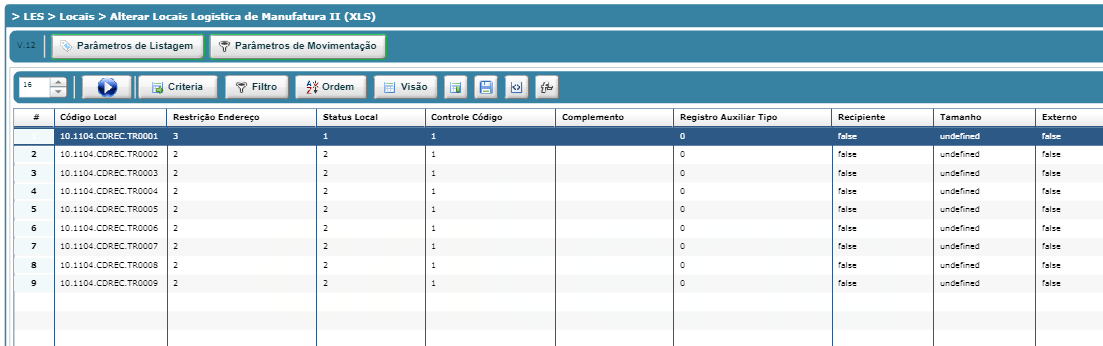 > LES > Locais > Alterar Locais Logistica de Manufatura II (XLS)
V.12 Parâmetros de Listagem Parâmetros de Movimentação
16 Criteria Filtro Ordem Visão
# Código Local Restrição Endereço Status Local Controle Código Complemento Registro Auxiliar Tipo Recipiente Tamanho Externo
10.1104.CDREC.TR0001 3 1 1 0 false undefined false
2 10.1104.CDREC.TR0002 2 2 1 0 false undefined false
3 10.1104.CDREC.TR0003 2 2 1 0 false undefined false
4 10.1104.CDREC.TR0004 2 2 1 0 false undefined false
5 10.1104.CDREC.TR0005 2 2 1 0 false undefined false
6 10.1104.CDREC.TR0006 2 2 1 0 false undefined false
7 10.1104.CDREC.TR0007 2 2 1 0 false undefined false
8 10.1104.CDREC.TR0008 2 2 1 0 false undefined false
9 10.1104.CDREC.TR0009 2 2 1 0 false undefined false